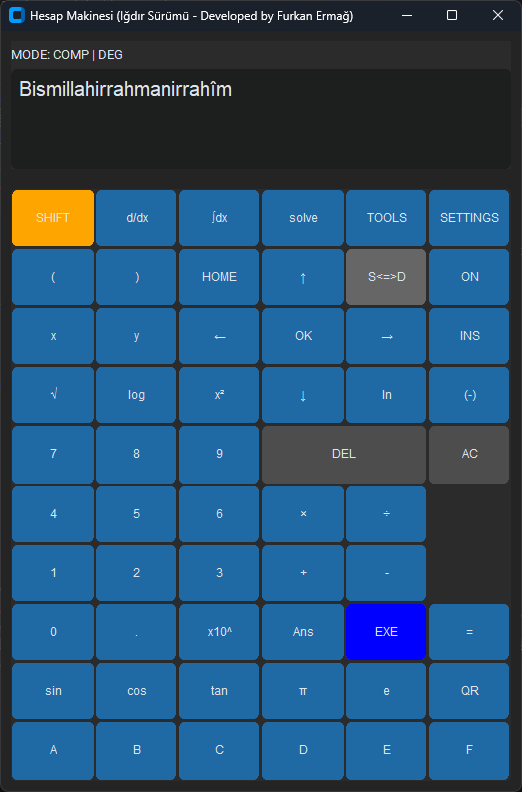 Hesap Makinesi (Iğdır Sürümü - Developed by Furkan Ermağ)
MODE: COMP | DEG
Bismillahirrahmanirrahîm
SHIFT d/dx ∫dx solve TOOLS SETTINGS
( ) HOME ↑ S<=>D ON
x y ← OK → INS
√ log x² ↓ ln (-)
7 8 9 DEL AC
4 5 6 × ÷
1 2 3 + -
0 . x10^ Ans EXE =
sin cos tan π e QR
A B C D E F